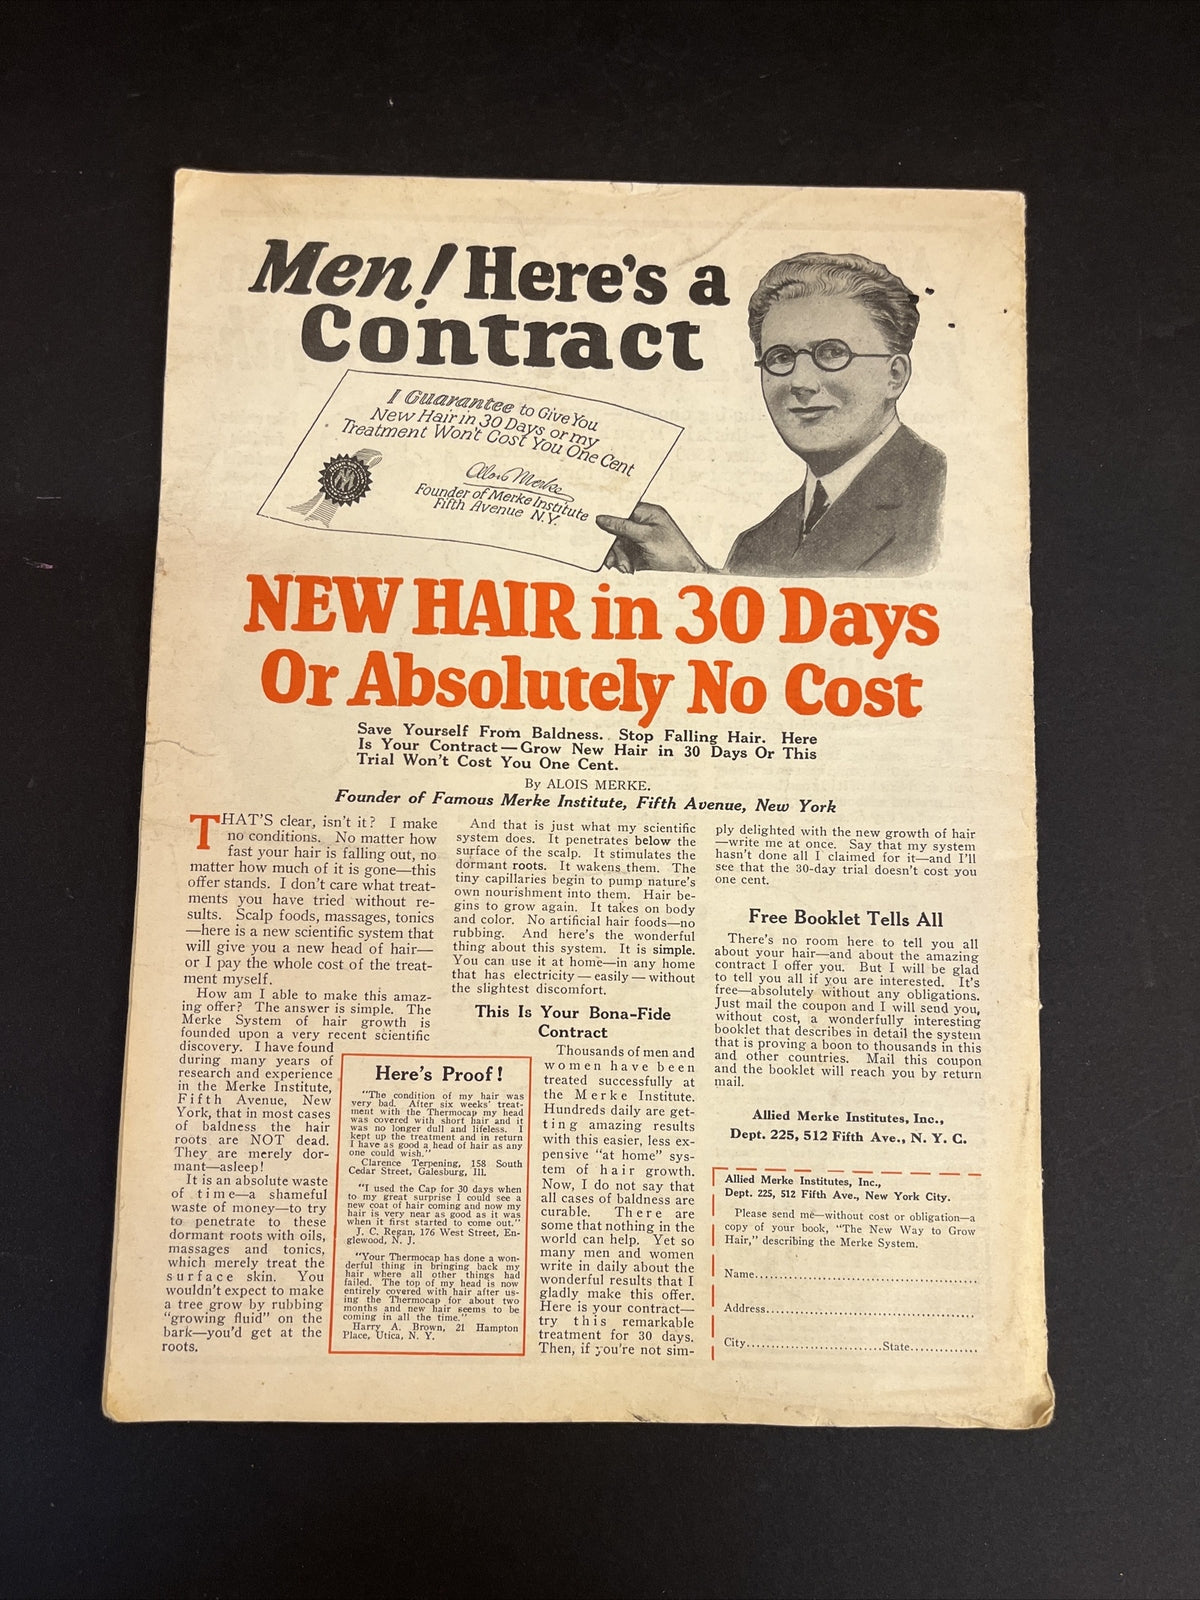 Men! Here's a
Contract
I Guarantee to Give You
New Hair in 30 Days or my
Treatment Won't Cost You One Cent
Alois Merke
Founder of Merke Institute
Fifth Avenue N.Y.
M
NEW HAIR in 30 Days
Or Absolutely No Cost
Save Yourself From Baldness. Stop Falling Hair. Here
Is Your Contract—Grow New Hair in 30 Days Or This
Trial Won't Cost You One Cent.
By ALOIS MERKE.
Founder of Famous Merke Institute, Fifth Avenue, New York
THAT'S clear, isn't it? I make
no conditions. No matter how
fast your hair is falling out, no
matter how much of it is gone—this
offer stands. I don't care what treat-
ments you have tried without re-
sults. Scalp foods, massages, tonics
—here is a new scientific system that
will give you a new head of hair—
or I pay the whole cost of the treat-
ment myself.
How am I able to make this amaz-
ing offer? The answer is simple. The
Merke System of hair growth is
founded upon a very recent scientific
discovery. I have found
during many years of
research and experience
in the Merke Institute,
Fifth Avenue, New
York, that in most cases
of baldness the hair
roots are NOT dead.
They are merely dor-
mant—asleep!
It is an absolute waste
of time—a shameful
waste of money—to try
to penetrate to these
dormant roots with oils,
massages and tonics,
which merely treat the
surface skin. You
wouldn't expect to make
a tree grow by rubbing
"growing fluid" on the
bark—you'd get at the
roots.
Here's Proof!
"The condition of my hair was
very bad. After six weeks' treat-
ment with the Thermocap my head
was covered with short hair and it
was no longer dull and lifeless. I
kept up the treatment and in return
I have as good a head of hair as any
one could wish."
Clarence Terpening, 158 South
Cedar Street, Galesburg, Ill.
"I used the Cap for 30 days when
to my great surprise I could see a
new coat of hair coming and now my
hair is very near as good as it was
when it first started to come out."
J. C. Regan, 176 West Street, En-
glewood, N. J.
"Your Thermocap has done a won-
derful thing in bringing back my
hair where all other things had
failed. The top of my head is now
entirely covered with hair after us-
ing the Thermocap for about two
months and new hair seems to be
coming in all the time."
Harry A. Brown, 21 Hampton
Place, Utica, N. Y.
And that is just what my scientific
system does. It penetrates below the
surface of the scalp. It stimulates the
dormant roots. It wakens them. The
tiny capillaries begin to pump nature's
own nourishment into them. Hair be-
gins to grow again. It takes on body
and color. No artificial hair foods—no
rubbing. And here's the wonderful
thing about this system. It is simple.
You can use it at home—in any home
that has electricity—easily—without
the slightest discomfort.
This Is Your Bona-Fide
Contract
Thousands of men and
women have been
treated successfully at
the Merke Institute.
Hundreds daily are get-
ting amazing results
with this easier, less ex-
pensive "at home" sys-
tem of hair growth.
Now, I do not say that
all cases of baldness are
curable. There are
some that nothing in the
world can help. Yet so
many men and women
write in daily about the
wonderful results that I
gladly make this offer.
Here is your contract—
try this remarkable
treatment for 30 days.
Then, if you're not sim-
ply delighted with the new growth of hair
—write me at once. Say that my system
hasn't done all I claimed for it—and I'll
see that the 30-day trial doesn't cost you
one cent.
Free Booklet Tells All
There's no room here to tell you all
about your hair—and about the amazing
contract I offer you. But I will be glad
to tell you all if you are interested. It's
free—absolutely without any obligations.
Just mail the coupon and I will send you,
without cost, a wonderfully interesting
booklet that describes in detail the system
that is proving a boon to thousands in this
and other countries. Mail this coupon
and the booklet will reach you by return
mail.
Allied Merke Institutes, Inc.,
Dept. 225, 512 Fifth Ave., N. Y. C.
Allied Merke Institutes, Inc.,
Dept. 225, 512 Fifth Ave., New York City.
Please send me—without cost or obligation—a
copy of your book, "The New Way to Grow
Hair," describing the Merke System.
Name
Address
City State